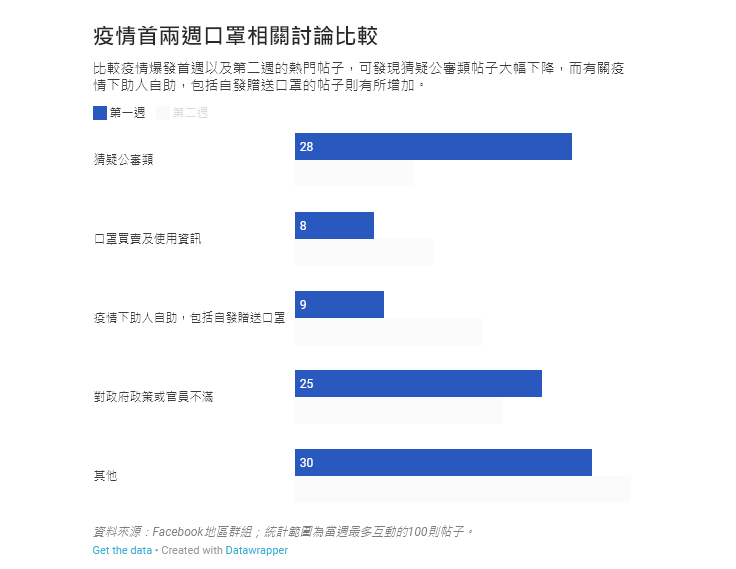 疫情首兩週口罩相關討論比較
比較疫情爆發首週以及第二週的熱門帖子，可發現猜疑公審類帖子大幅下降，而有關疫
情下助人自助，包括自發贈送口罩的帖子則有所增加。
第一週 第二週
28
猜疑公審類
8
口罩買賣及使用資訊
9
疫情下助人自助，包括自發贈送口罩
25
對政府政策或官員不滿
30
其他
資料來源：Facebook地區群組；統計範圍為當週最多互動的100則帖子。
Get the data • Created with Datawrapper